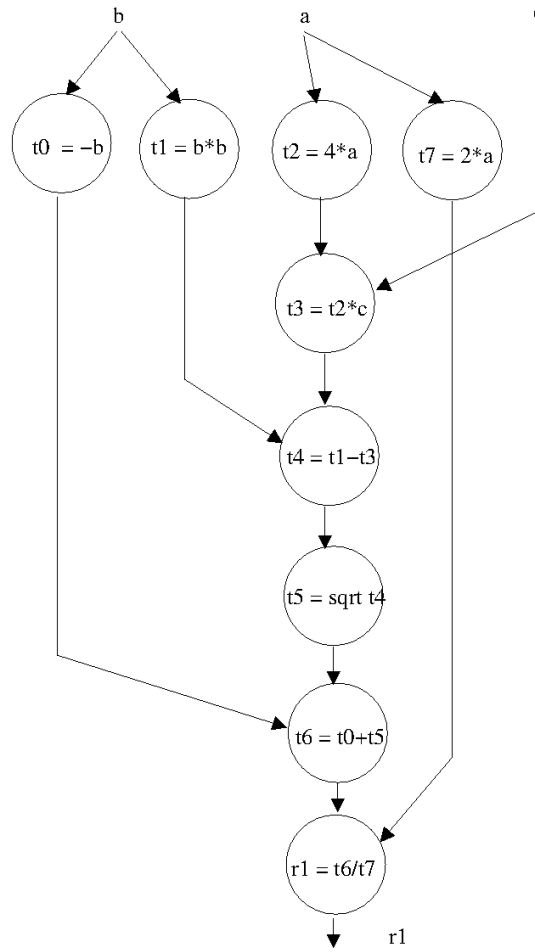 b
a
t0 = −b
t1 = b*b
t2 = 4*a
t7 = 2*a
t3 = t2*c
t4 = t1−t3
t5 = sqrt t4
t6 = t0+t5
r1 = t6/t7
r1